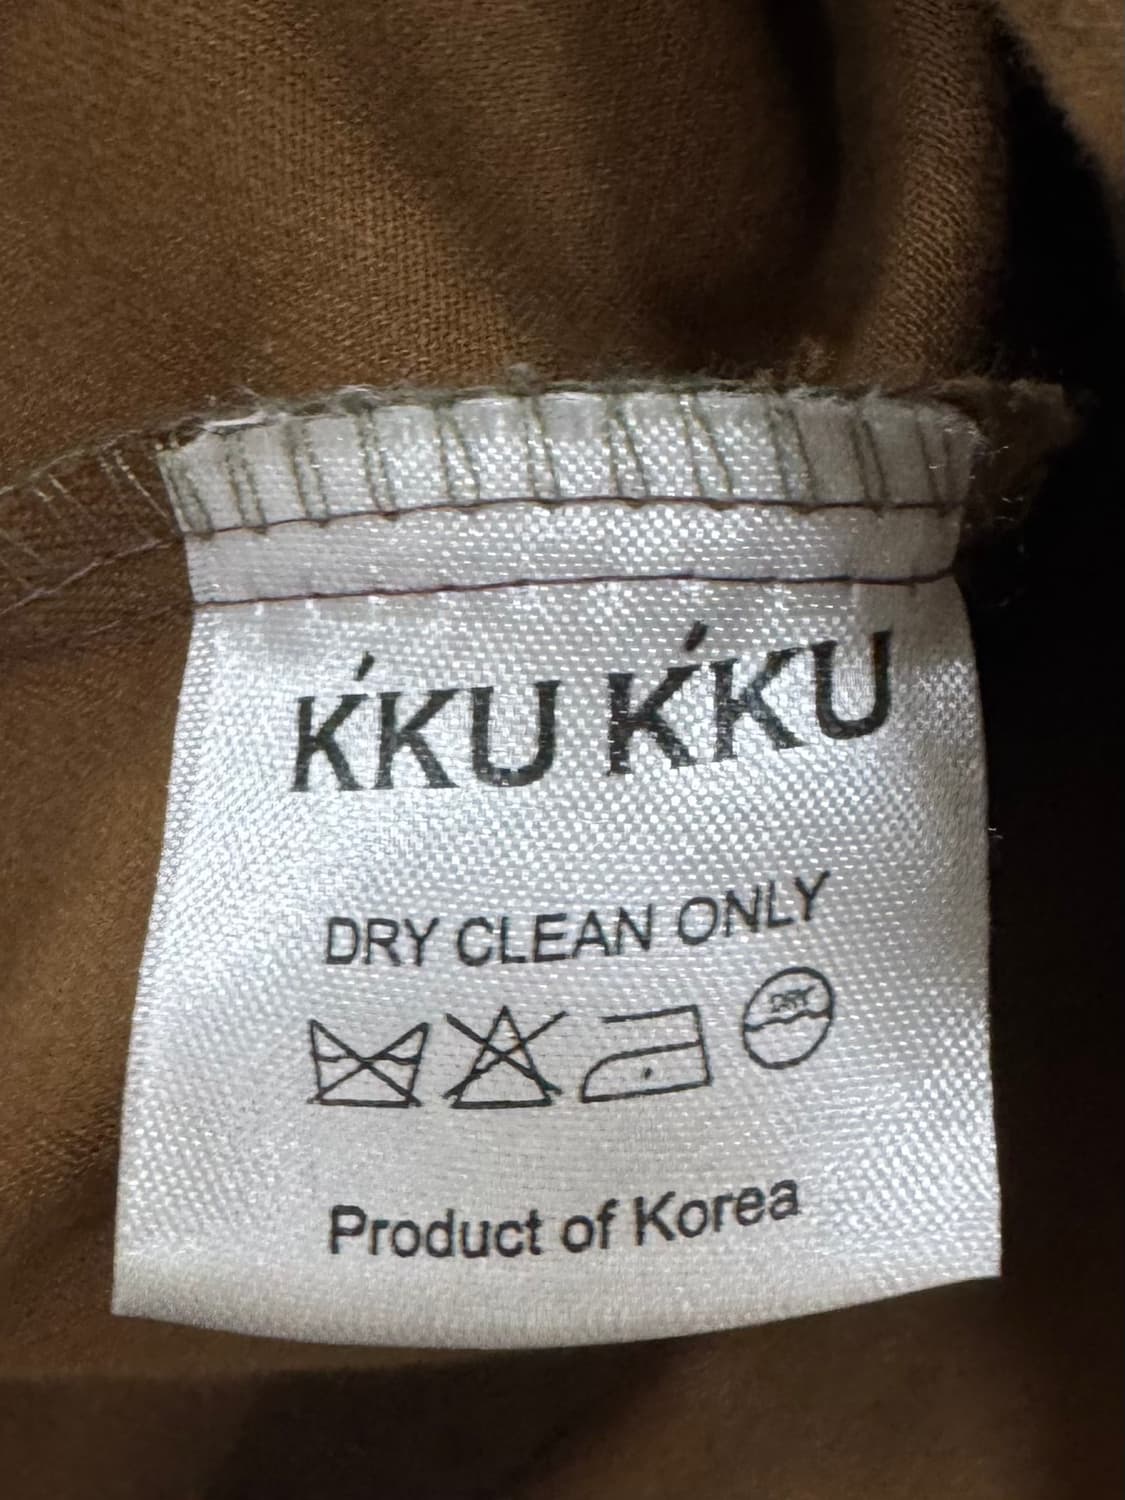 ḰKU ḰKU
DRY CLEAN ONLY
DRY
Product of Korea